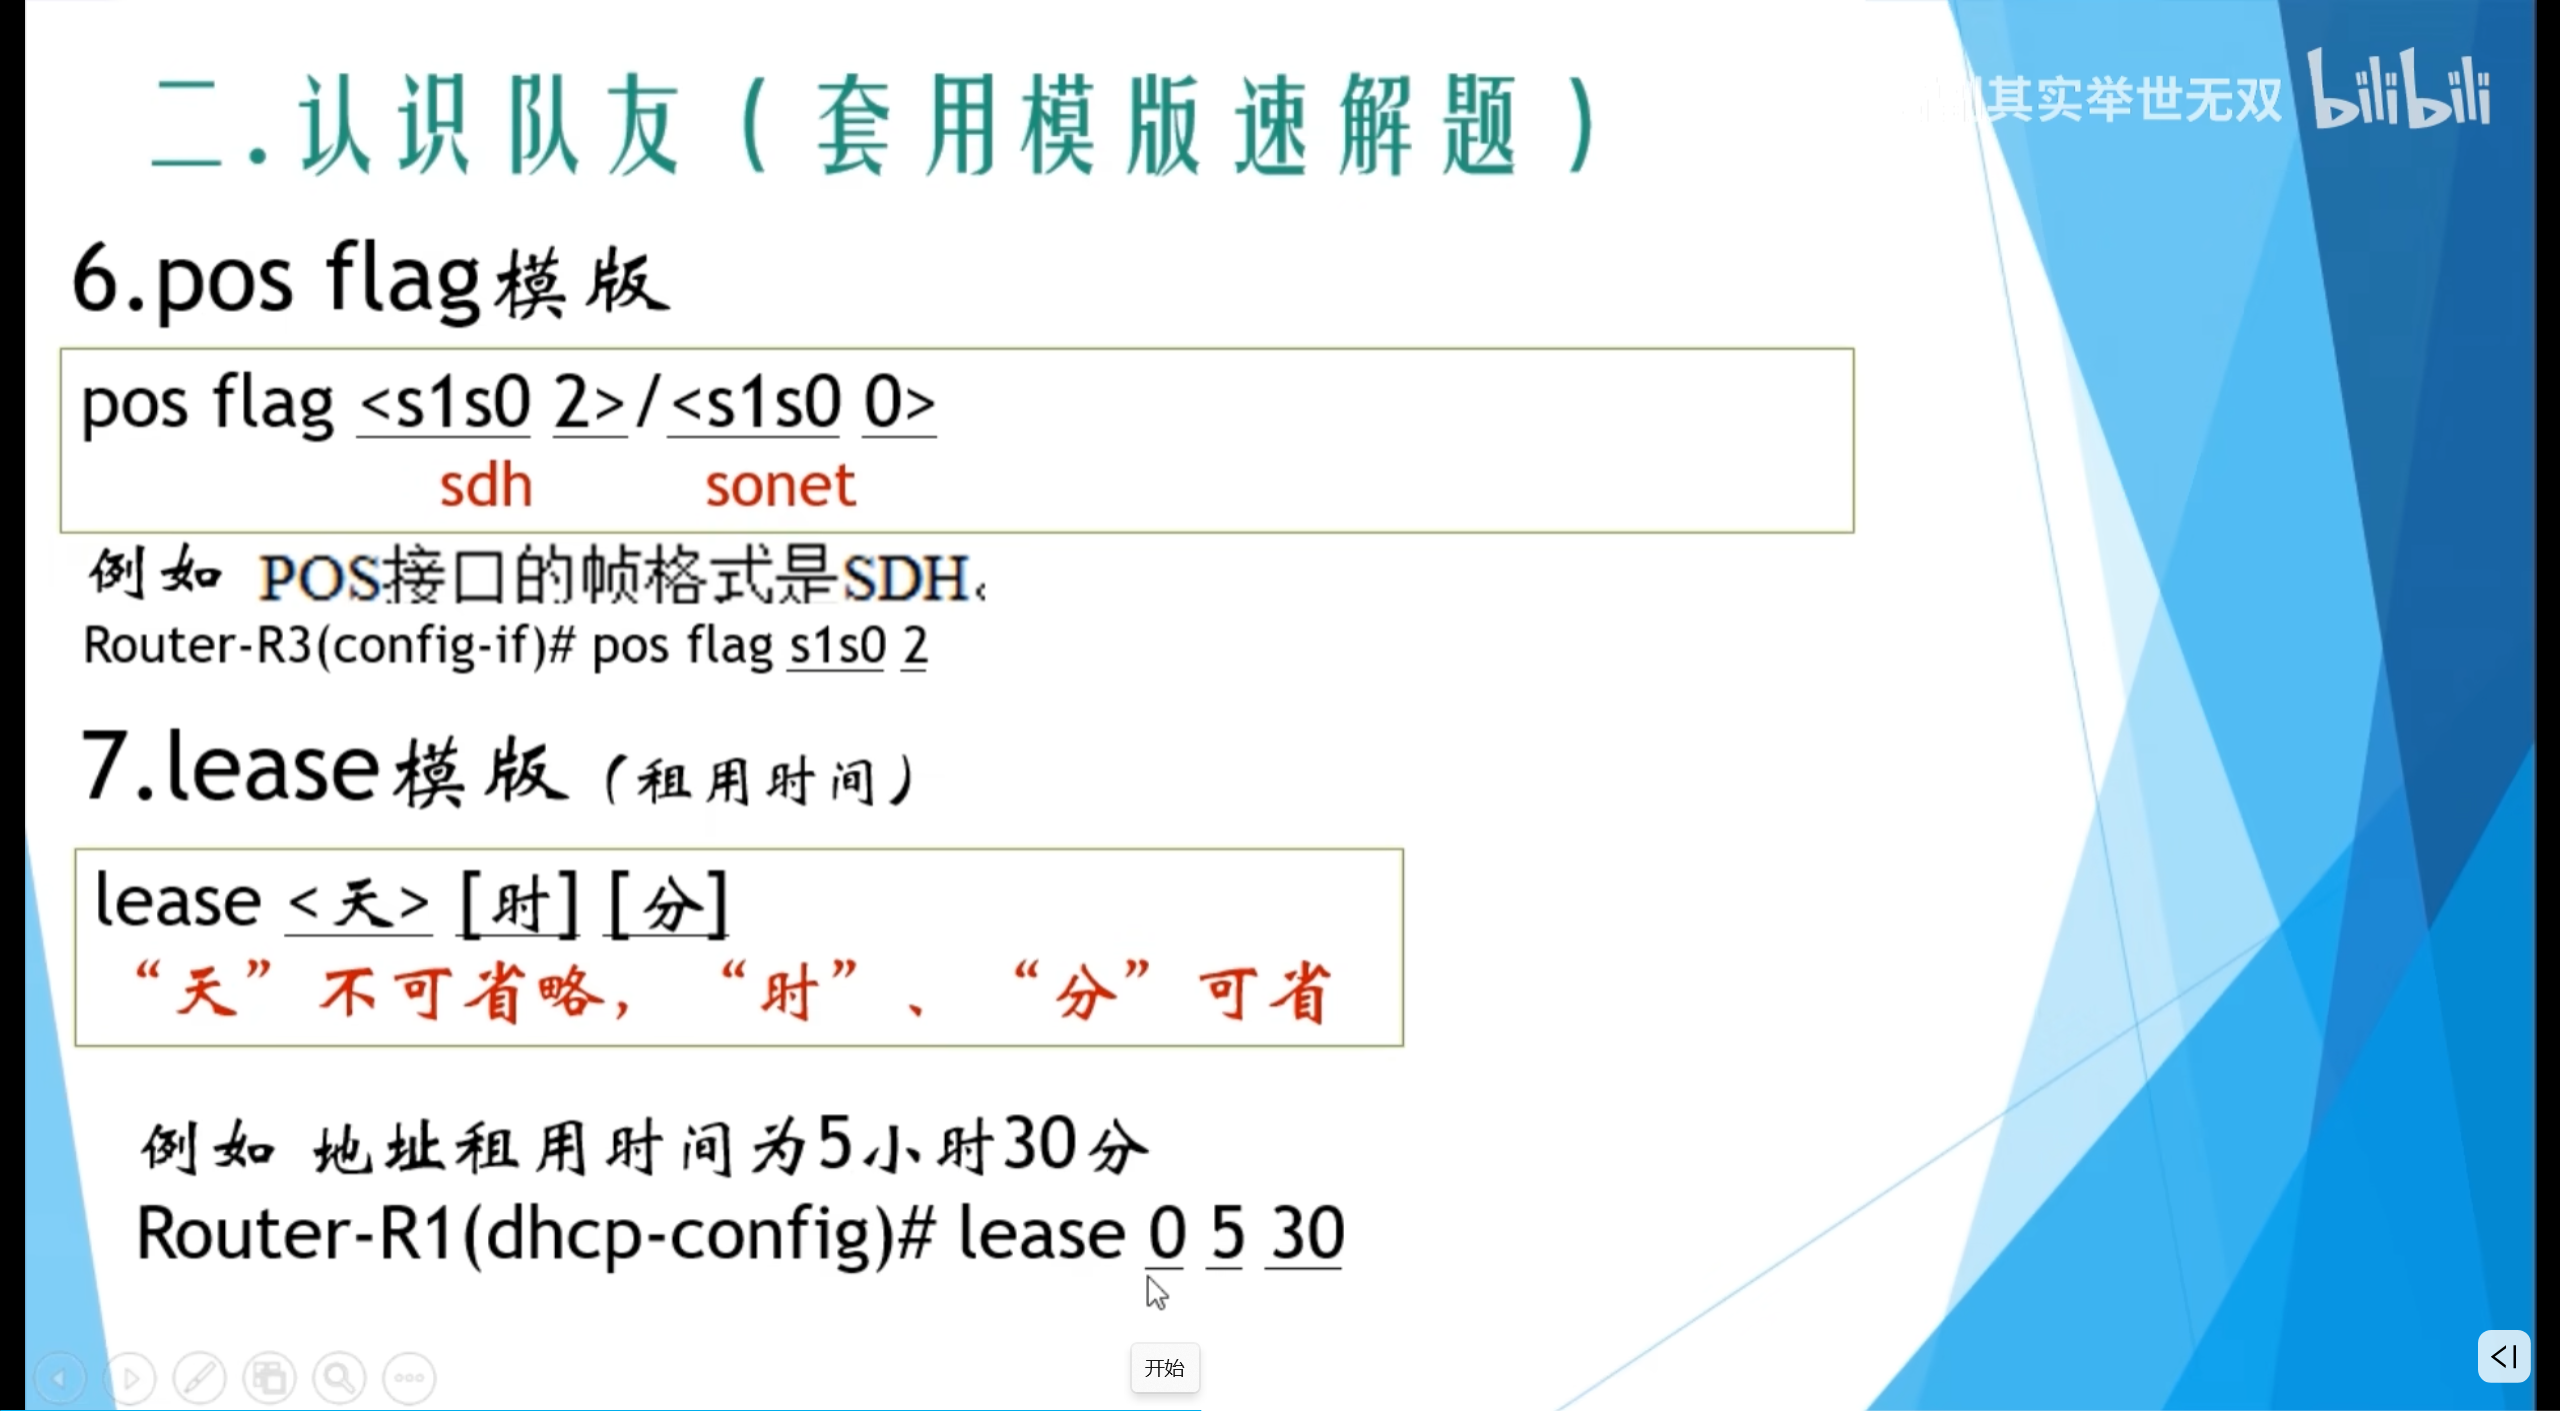 二.认识队友(套用模版速解题)
其实举世无双 bilibili
6.pos flag模版
pos flag <s1s0 2>/<s1s0 0>
sdh sonet
例如 POS接口的帧格式是SDH。
Router-R3(config-if)# pos flag s1s0 2
7.lease模版(租用时间)
lease <天> [时] [分]
“天”不可省略,“时”、“分”可省
例如 地址租用时间为5小时30分
Router-R1(dhcp-config)# lease 0 5 30
开始